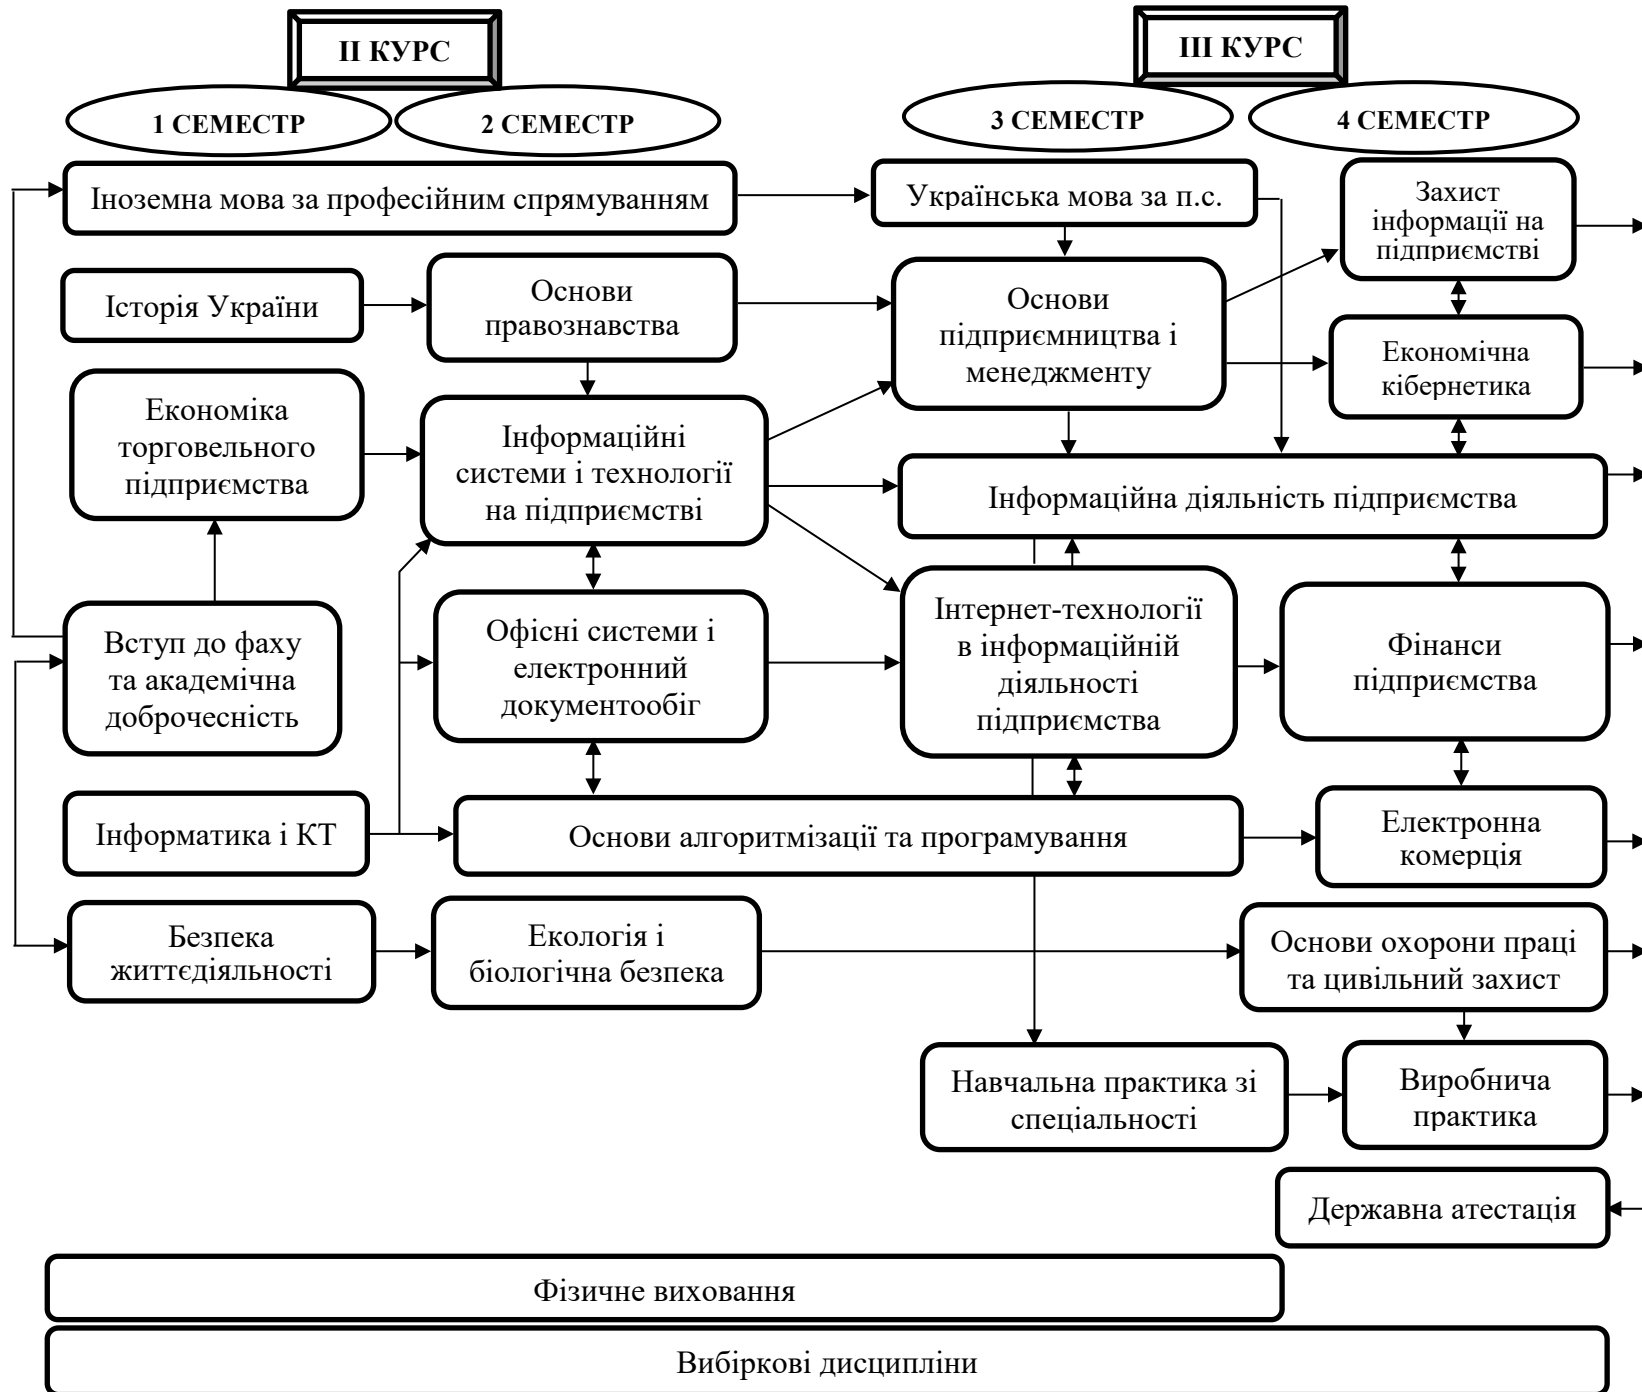 ІІ КУРС
ІІІ КУРС
1 СЕМЕСТР
2 СЕМЕСТР
3 СЕМЕСТР
4 СЕМЕСТР
Іноземна мова за професійним спрямуванням
Українська мова за п.с.
Захист
інформації на
підприємстві
Історія України
Основи
правознавства
Основи
підприємництва і
менеджменту
Економічна
кібернетика
Економіка
торговельного
підприємства
Інформаційні
системи і технології
на підприємстві
Інформаційна діяльність підприємства
Вступ до фаху
та академічна
доброчесність
Офісні системи і
електронний
документообіг
Інтернет-технології
в інформаційній
діяльності
підприємства
Фінанси
підприємства
Інформатика і КТ
Основи алгоритмізації та програмування
Електронна
комерція
Безпека
життєдіяльності
Екологія і
біологічна безпека
Основи охорони праці
та цивільний захист
Навчальна практика зі
спеціальності
Виробнича
практика
Державна атестація
Фізичне виховання
Вибіркові дисципліни